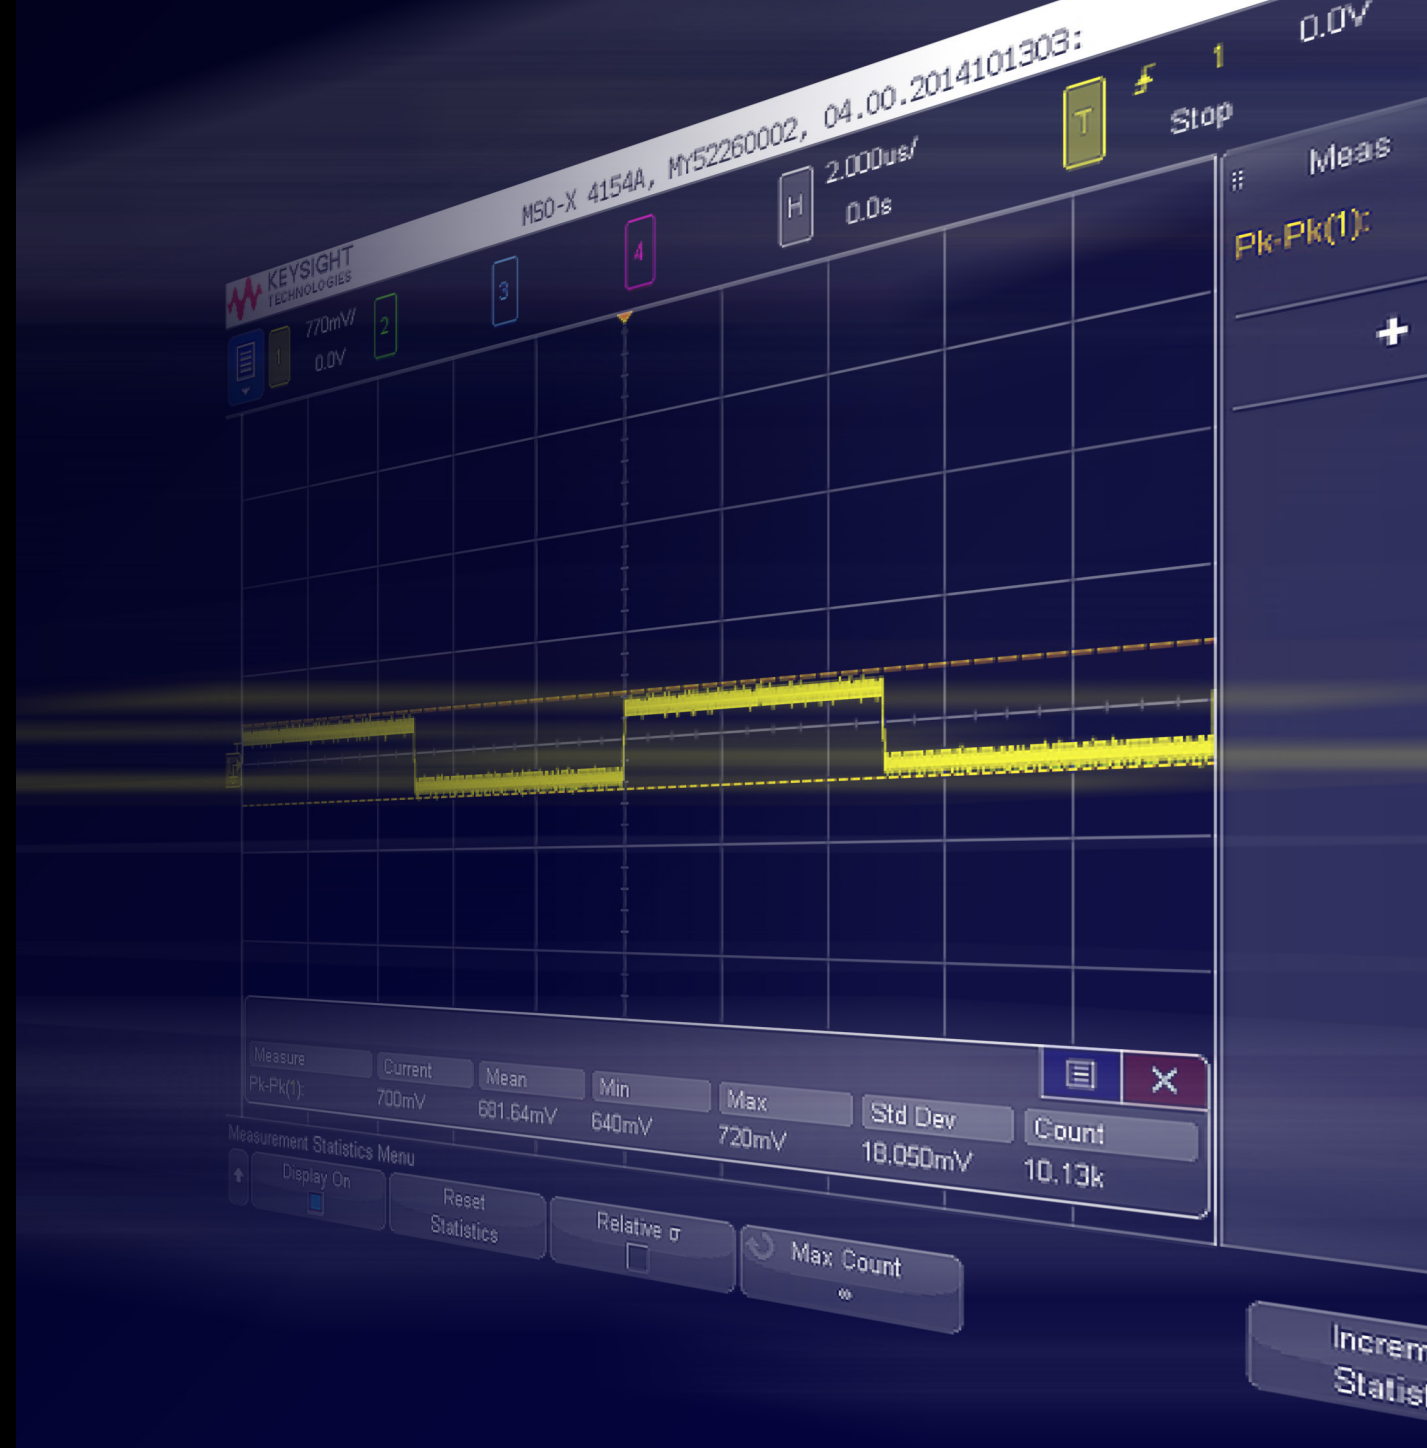 MSO-X 4154A, MY52260002, 04.00.2014101303:
KEYSIGHT
TECHNOLOGIES
1
770mV/
0.0V
2
3
4
H
2.000us/
0.0s
T
Stop
1
0.0V
Meas
Pk-Pk(1):
Measure
Current
Mean
Min
Max
Std Dev
Count
Pk-Pk(1):
700mV
681.64mV
640mV
720mV
18.050mV
10.13k
Measurement Statistics Menu
Display On
Reset
Statistics
Relative σ
Max Count
∞
Increm
Statis